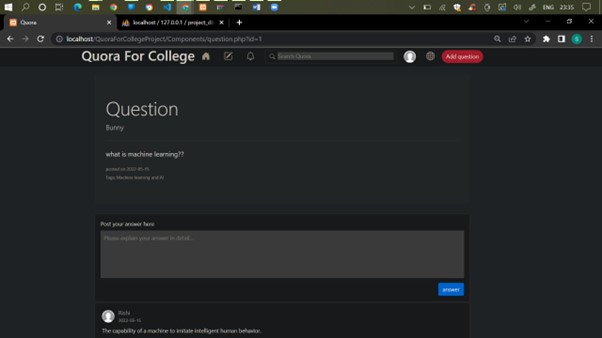 ENG 23:35
Quora
localhost / 127.0.0.1 / project_d
localhost/QuoraForCollegeProject/Components/question.php?id=1
Quora For College
Search Quora
Add question
Question
Bunny
what is machine learning??
posted on 2022-05-15
Tags: Machine learning and AI
Post your answer here
Please explain your answer in detail...
answer
Rishi
2022-05-15
The capability of a machine to imitate intelligent human behavior.